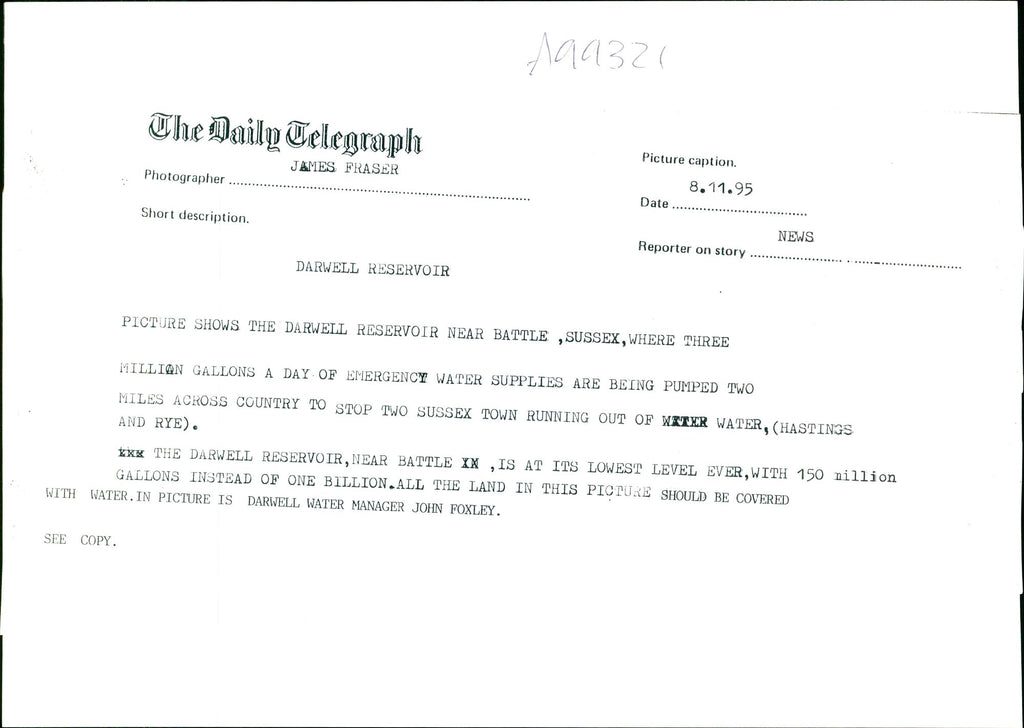 A99321
The Daily Telegraph
Picture caption.
JAMES FRASER
Photographer
8.11.95
Date
Short description.
NEWS
Reporter on story
DARWELL RESERVOIR
PICTURE SHOWS THE DARWELL RESERVOIR NEAR BATTLE ,SUSSEX,WHERE THREE
MILLION GALLONS A DAY OF EMERGENCY WATER SUPPLIES ARE BEING PUMPED TWO
MILES ACROSS COUNTRY TO STOP TWO SUSSEX TOWN RUNNING OUT OF WATER,(HASTINGS
AND RYE).
THE DARWELL RESERVOIR,NEAR BATTLE ,IS AT ITS LOWEST LEVEL EVER,WITH 150 million
GALLONS INSTEAD OF ONE BILLION.ALL THE LAND IN THIS PICTURE SHOULD BE COVERED
WITH WATER.IN PICTURE IS DARWELL WATER MANAGER JOHN FOXLEY.
SEE COPY.